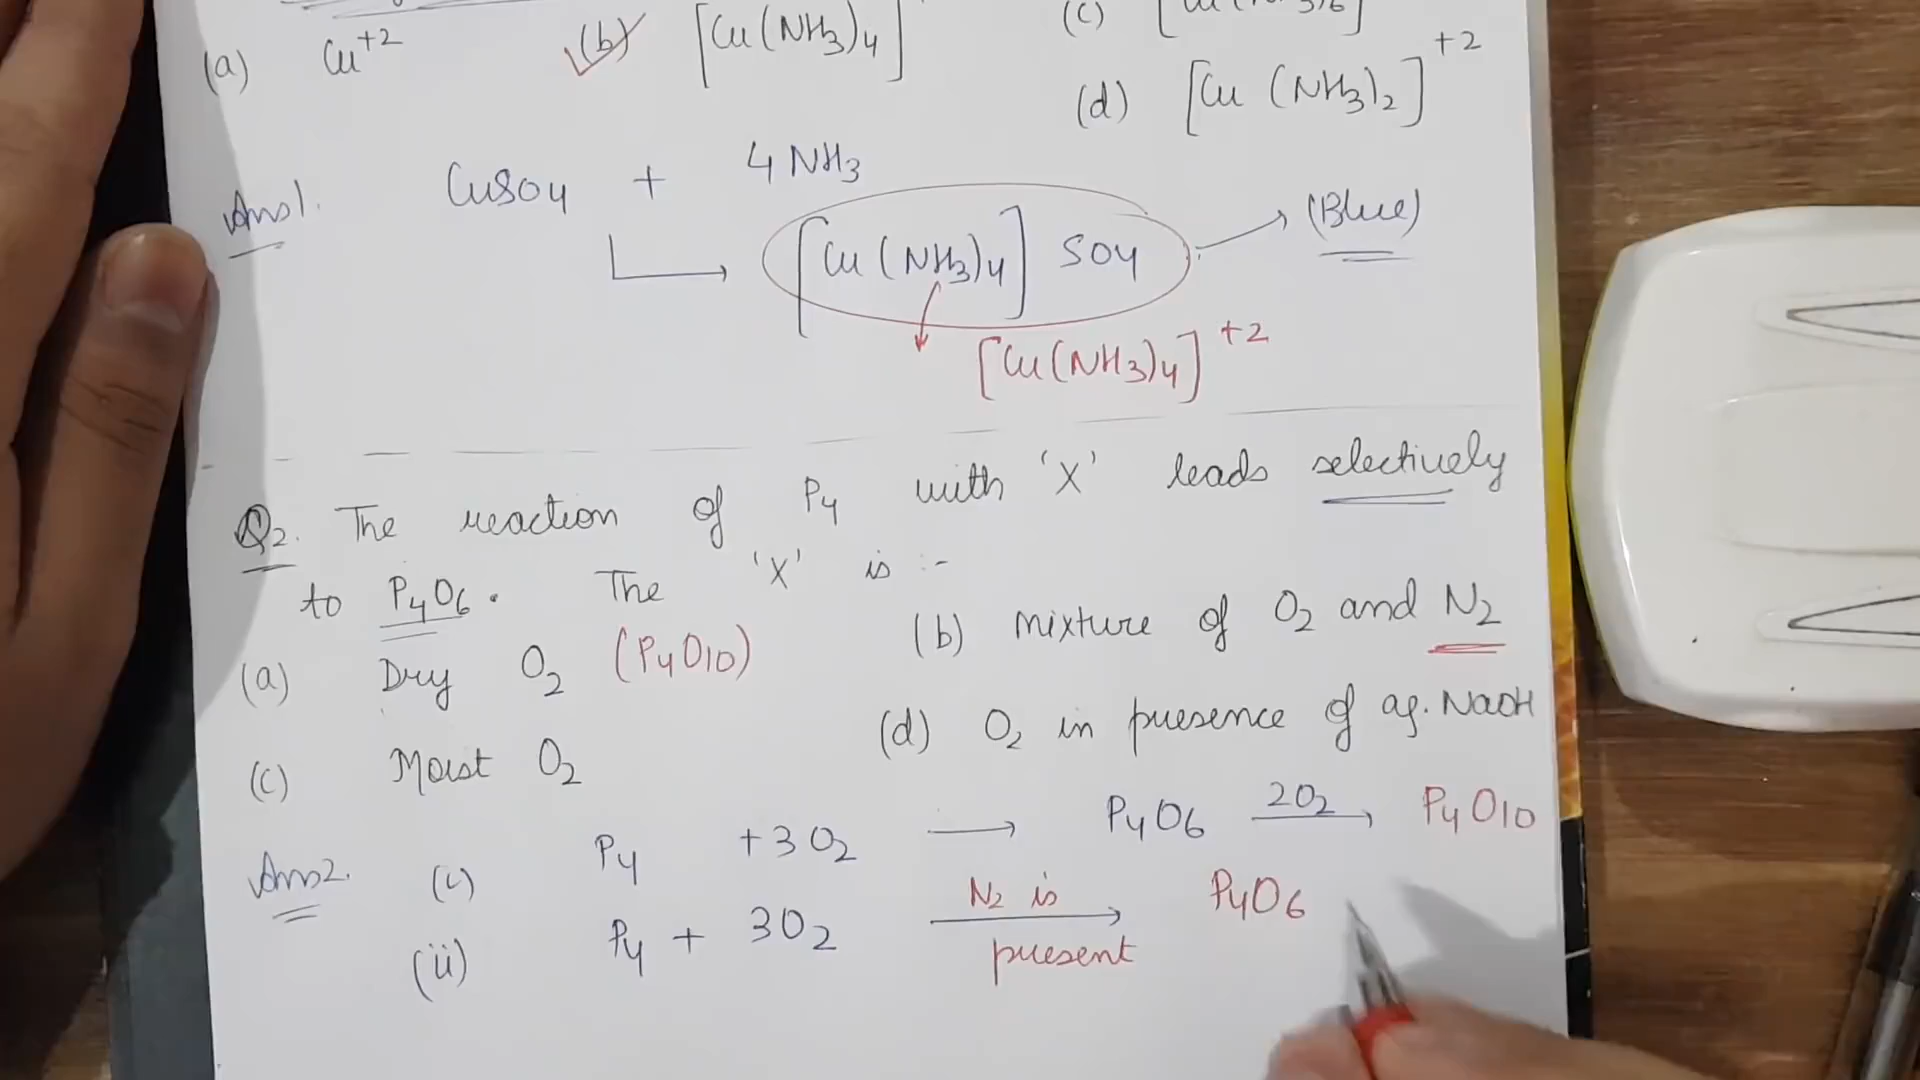 (a) Cu+2 (b) [Cu(NH3)4] (c)
(d) [Cu (NH3)2]+2
Ans1. CuSO4 + 4NH3
[Cu(NH3)4] SO4 (Blue)
[Cu(NH3)4]+2
Q2. The reaction of P4 with 'X' leads selectively
to P4O6. The 'X' is :-
(a) Dry O2 (P4O10) (b) Mixture of O2 and N2
(c) Moist O2 (d) O2 in presence of aq. NaOH
Ans2. (i) P4 +3O2 → P4O6 2O2 → P4O10
(ii) P4 + 3O2 N2 is present → P4O6